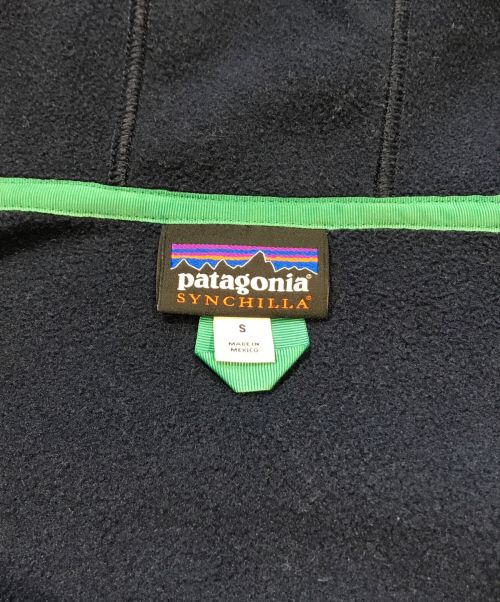 patagonia®
SYNCHILLA®
S
MADE IN
MEXICO